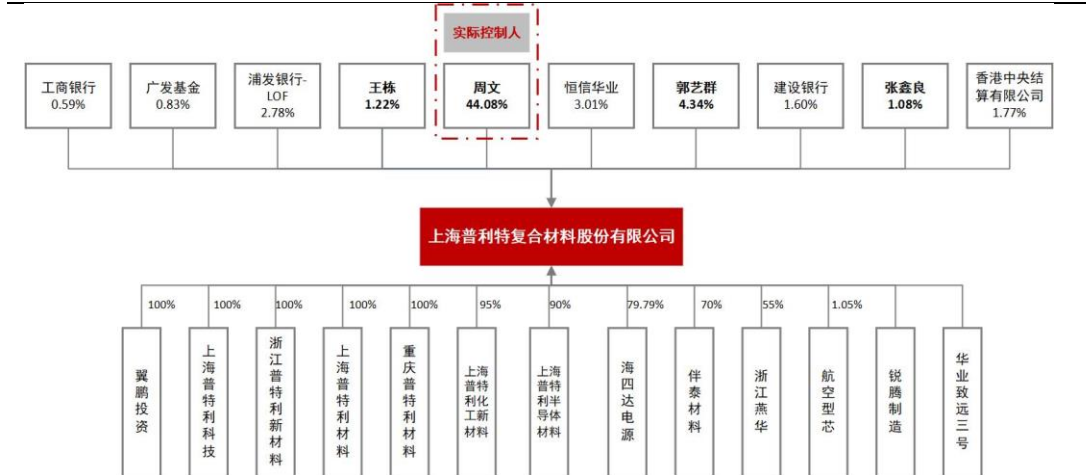 实际控制人
工商银行
0.59%
广发基金
0.83%
浦发银行-
LOF
2.78%
王栋
1.22%
周文
44.08%
恒信华业
3.01%
郭艺群
4.34%
建设银行
1.60%
张鑫良
1.08%
香港中央结
算有限公司
1.77%
上海普利特复合材料股份有限公司
100%
100%
100%
100%
100%
95%
90%
79.79%
70%
55%
1.05%
翼鹏投资
上海普特利科技
浙江普特利新材料
上海普特利材料
重庆普特利材料
上海
普特
利化
工新
材料
上海
普特
利半
导体
材料
海四达电源
伴泰材料
浙江燕华
航空型芯
锐腾制造
华业致远三号